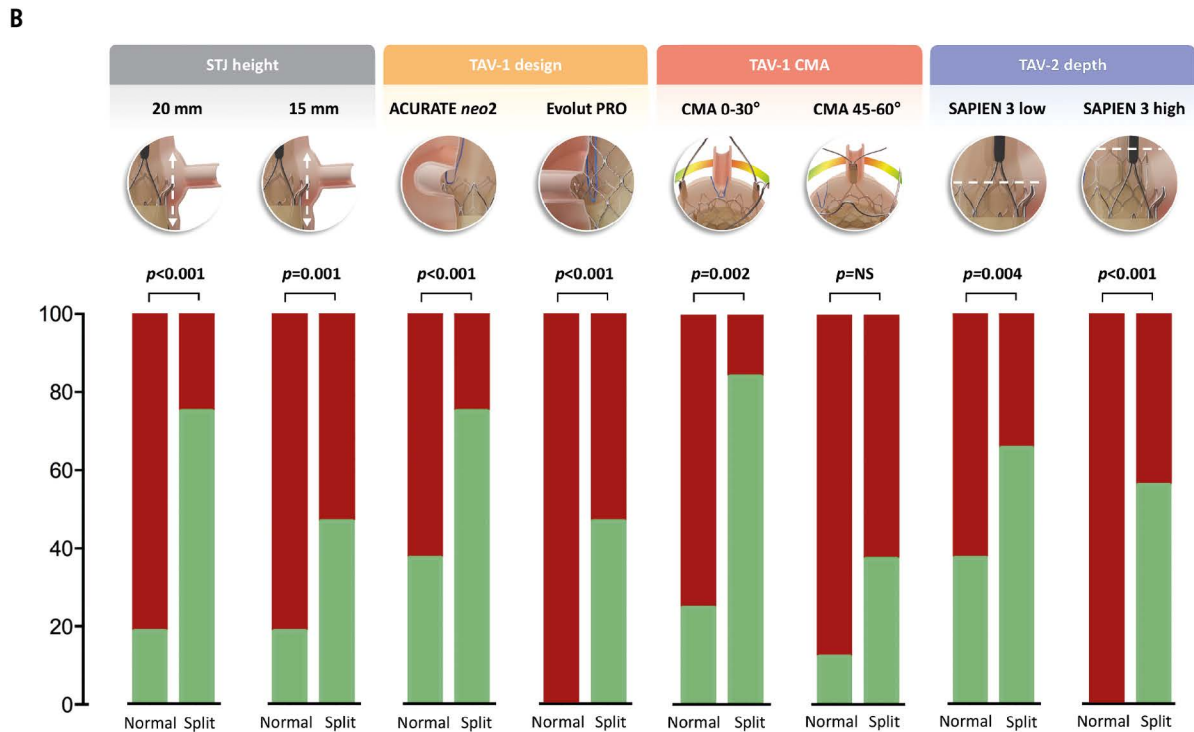 B
STJ height TAV-1 design TAV-1 CMA TAV-2 depth
20 mm 15 mm ACURATE neo2 Evolut PRO CMA 0-30° CMA 45-60° SAPIEN 3 low SAPIEN 3 high
p<0.001 p=0.001 p<0.001 p<0.001 p=0.002 p=NS p=0.004 p<0.001
100
80
60
40
20
0
Normal Split Normal Split Normal Split Normal Split Normal Split Normal Split Normal Split Normal Split